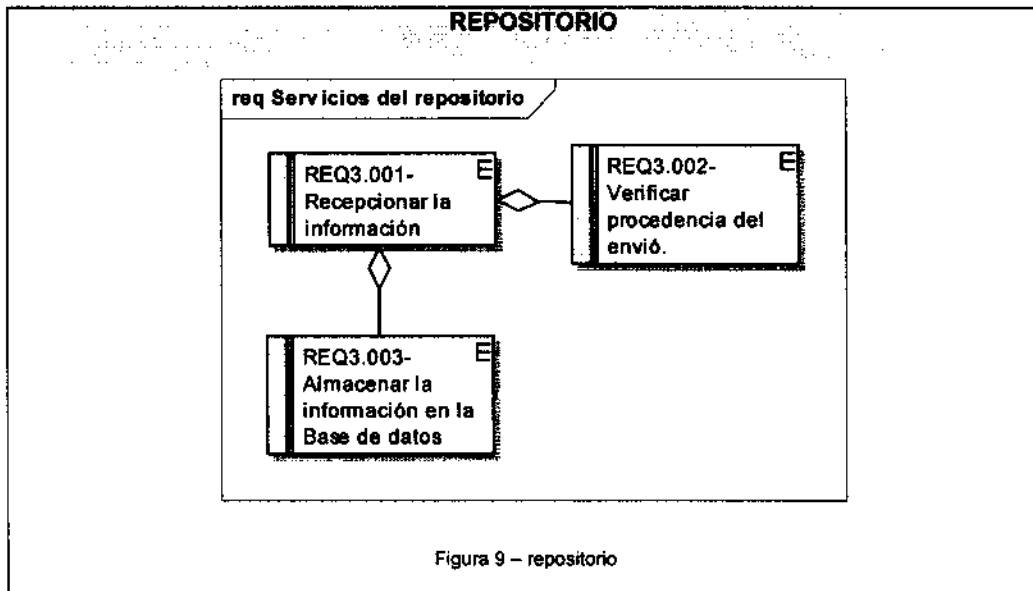 REPOSITORIO
req Servicios del repositorio
REQ3.001-
Recepcionar la
información
E
REQ3.002-
Verificar
procedencia del
envió.
E
REQ3.003-
Almacenar la
información en la
Base de datos
E
Figura 9 – repositorio